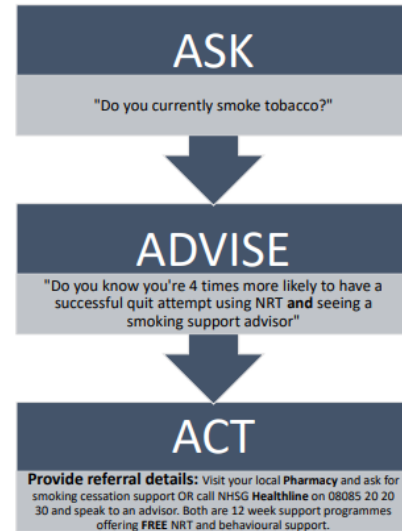 ASK
"Do you currently smoke tobacco?"
ADVISE
"Do you know you're 4 times more likely to have a
successful quit attempt using NRT and seeing a
smoking support advisor"
ACT
Provide referral details: Visit your local Pharmacy and ask for
smoking cessation support OR call NHSG Healthline on 08085 20 20
30 and speak to an advisor. Both are 12 week support programmes
offering FREE NRT and behavioural support.